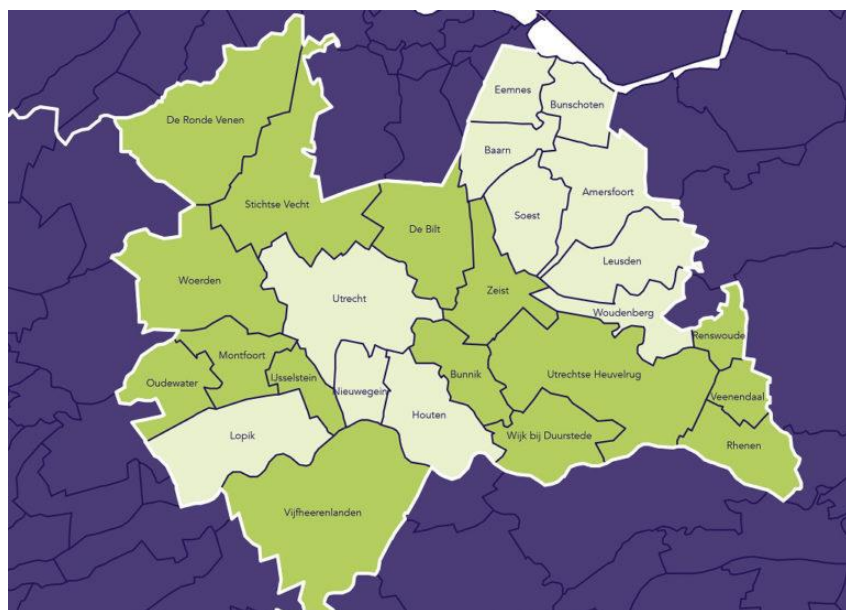 Eemnes
Bunschoten
De Ronde Venen
Baarn
Amersfoort
Stichtse Vecht
Soest
De Bilt
Leusden
Woerden
Zeist
Utrecht
Woudenberg
Renswoude
Montfoort
Bunnik
Utrechtse Heuvelrug
Oudewater
IJsselstein
Nieuwegein
Veenendaal
Houten
Lopik
Wijk bij Duurstede
Rhenen
Vijfheerenlanden